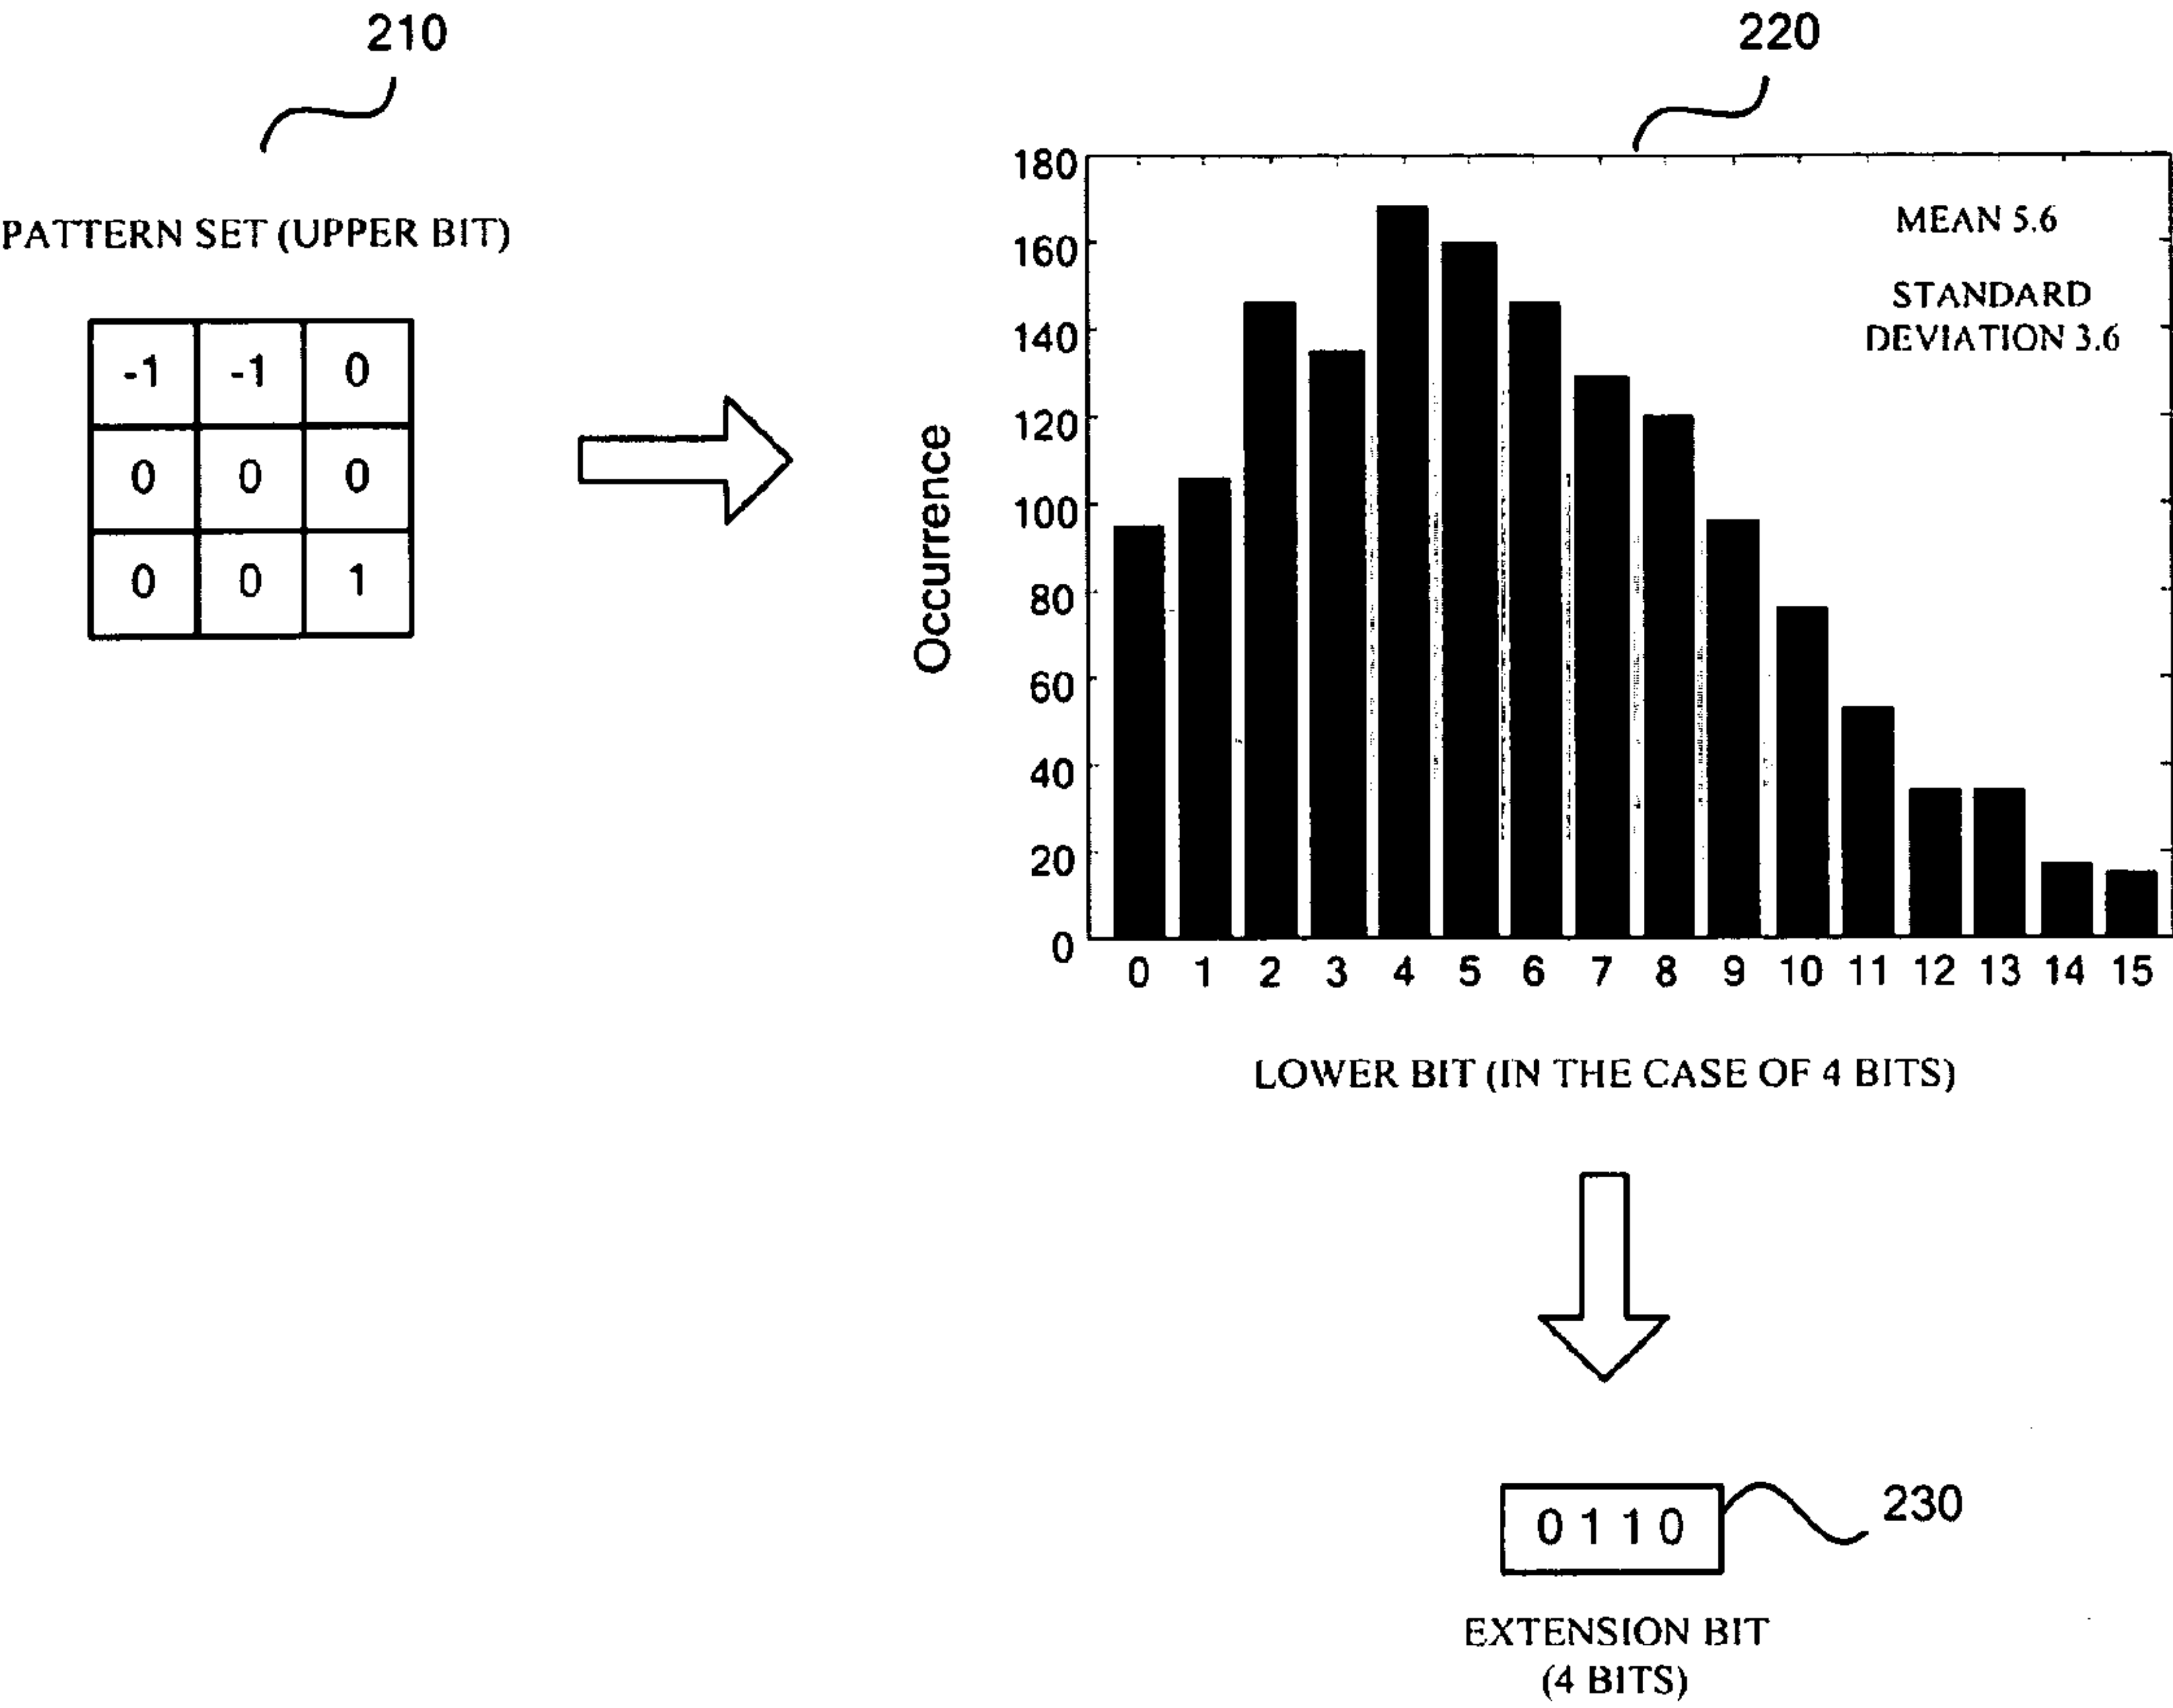 210
220
PATTERN SET (UPPER BIT)
-1 -1 0
0 0 0
0 0 1
MEAN 5.6
STANDARD
DEVIATION 3.6
Occurrence
180
160
140
120
100
80
60
40
20
0
0 1 2 3 4 5 6 7 8 9 10 11 12 13 14 15
LOWER BIT (IN THE CASE OF 4 BITS)
0 1 1 0
230
EXTENSION BIT
(4 BITS)